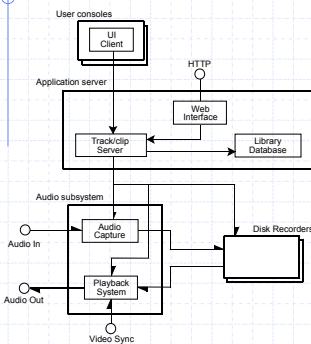 User consoles
UI
Client
HTTP
Application server
Web
Interface
Track/clip
Server
Library
Database
Audio subsystem
Audio
Capture
Disk Recorders
Audio In
Playback
System
Audio Out
Video Sync